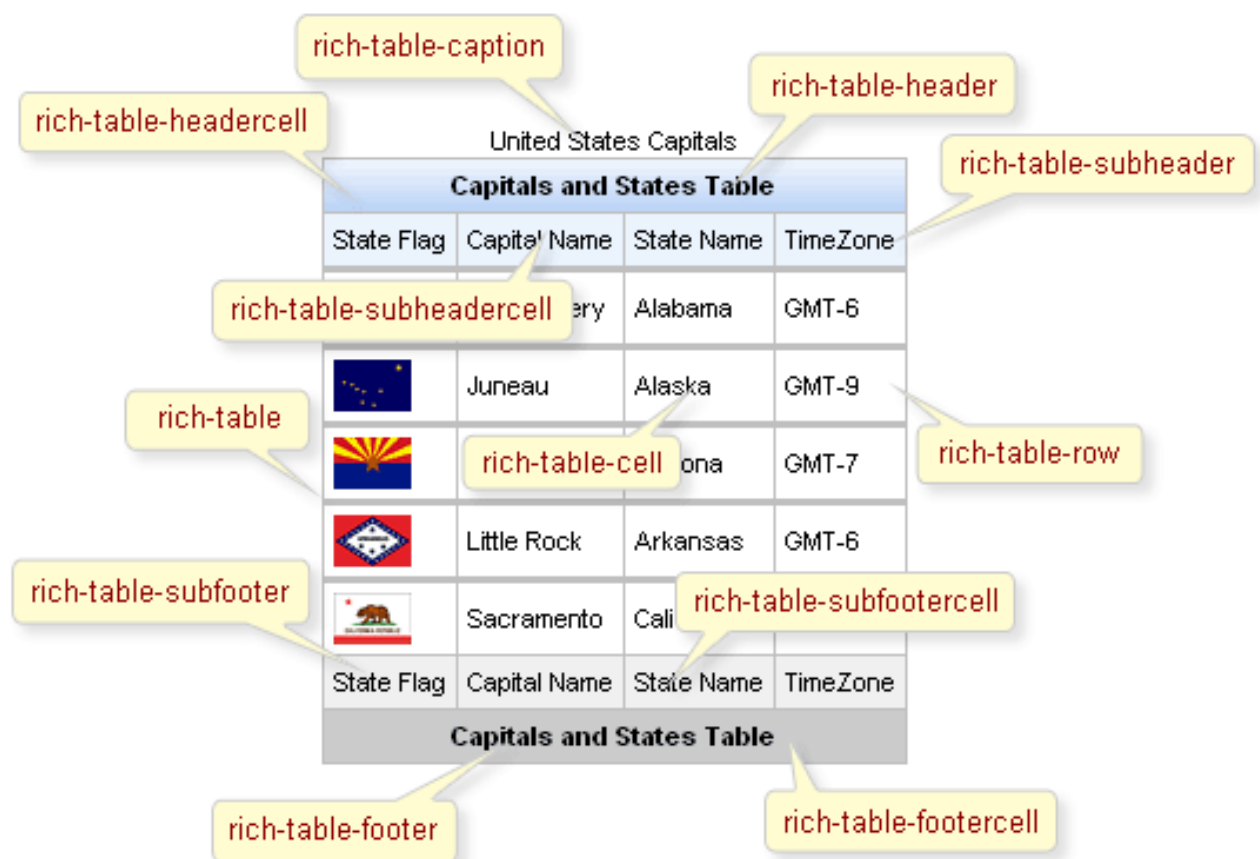 rich-table-caption
rich-table-header
rich-table-headercell
United States Capitals
rich-table-subheader
Capitals and States Table
State Flag Capital Name State Name TimeZone
rich-table-subheadercell ery Alabama GMT-6
Juneau Alaska GMT-9
rich-table
rich-table-row
rich-table-cell ona GMT-7
Little Rock Arkansas GMT-6
rich-table-subfooter
rich-table-subfootercell
Sacramento Cali
State Flag Capital Name State Name TimeZone
Capitals and States Table
rich-table-footer
rich-table-footercell